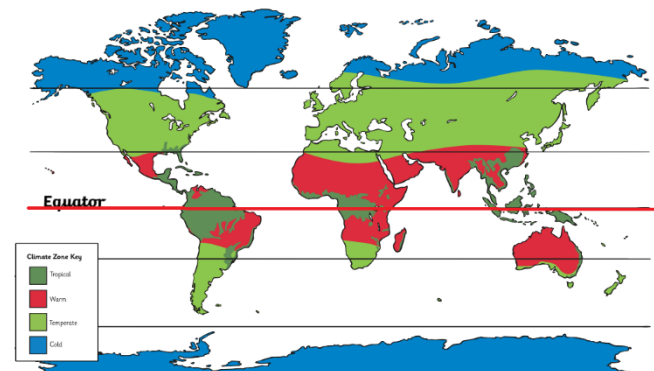 Equator
Climate Zone Key
Tropical
Warm
Temperate
Cold